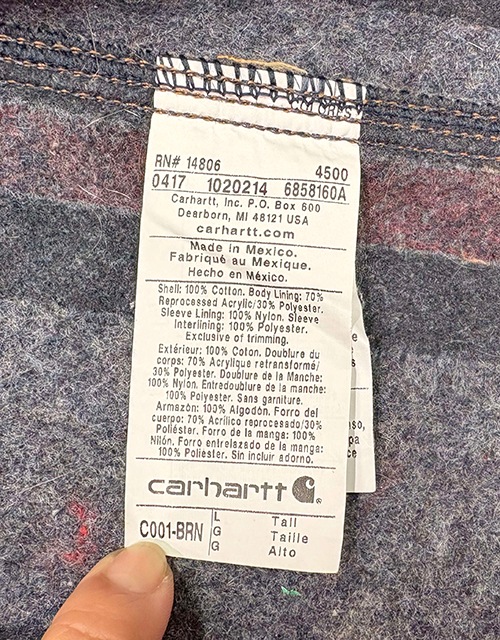 RN# 14806 4500
0417 1020214 6858160A
Carhartt, Inc. P.O. Box 600
Dearborn, MI 48121 USA
carhartt.com
Made in Mexico.
Fabriqué au Mexique.
Hecho en México.
Shell: 100% Cotton. Body Lining: 70%
Reprocessed Acrylic/30% Polyester.
Sleeve Lining: 100% Nylon. Sleeve
Interlining: 100% Polyester.
Exclusive of trimming.
Extérieur: 100% Coton. Doublure du
corps: 70% Acrylique retransformé/
30% Polyester. Doublure de la Manche:
100% Nylon. Entredoublure de la manche:
100% Polyester. Sans garniture.
Armazón: 100% Algodón. Forro del
cuerpo: 70% Acrílico reprocesado/30%
Poliéster. Forro de la manga: 100%
Nilón. Forro entrelazado de la manga:
100% Poliester. Sin incluir adorno.
carhartt
C001-BRN
L Tall
G Taille
G Alto